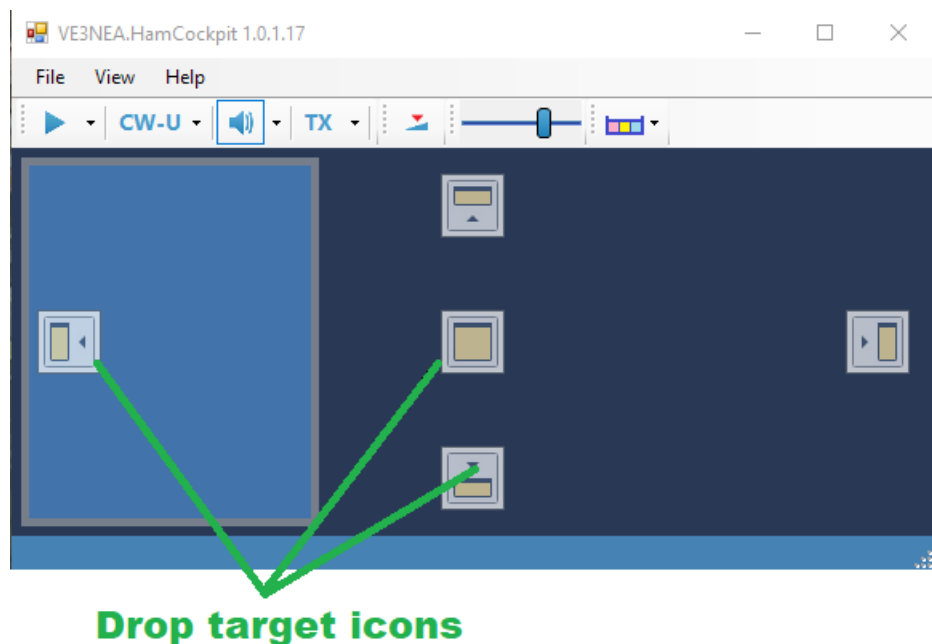 VE3NEA.HamCockpit 1.0.1.17
File View Help
CW-U TX
Drop target icons